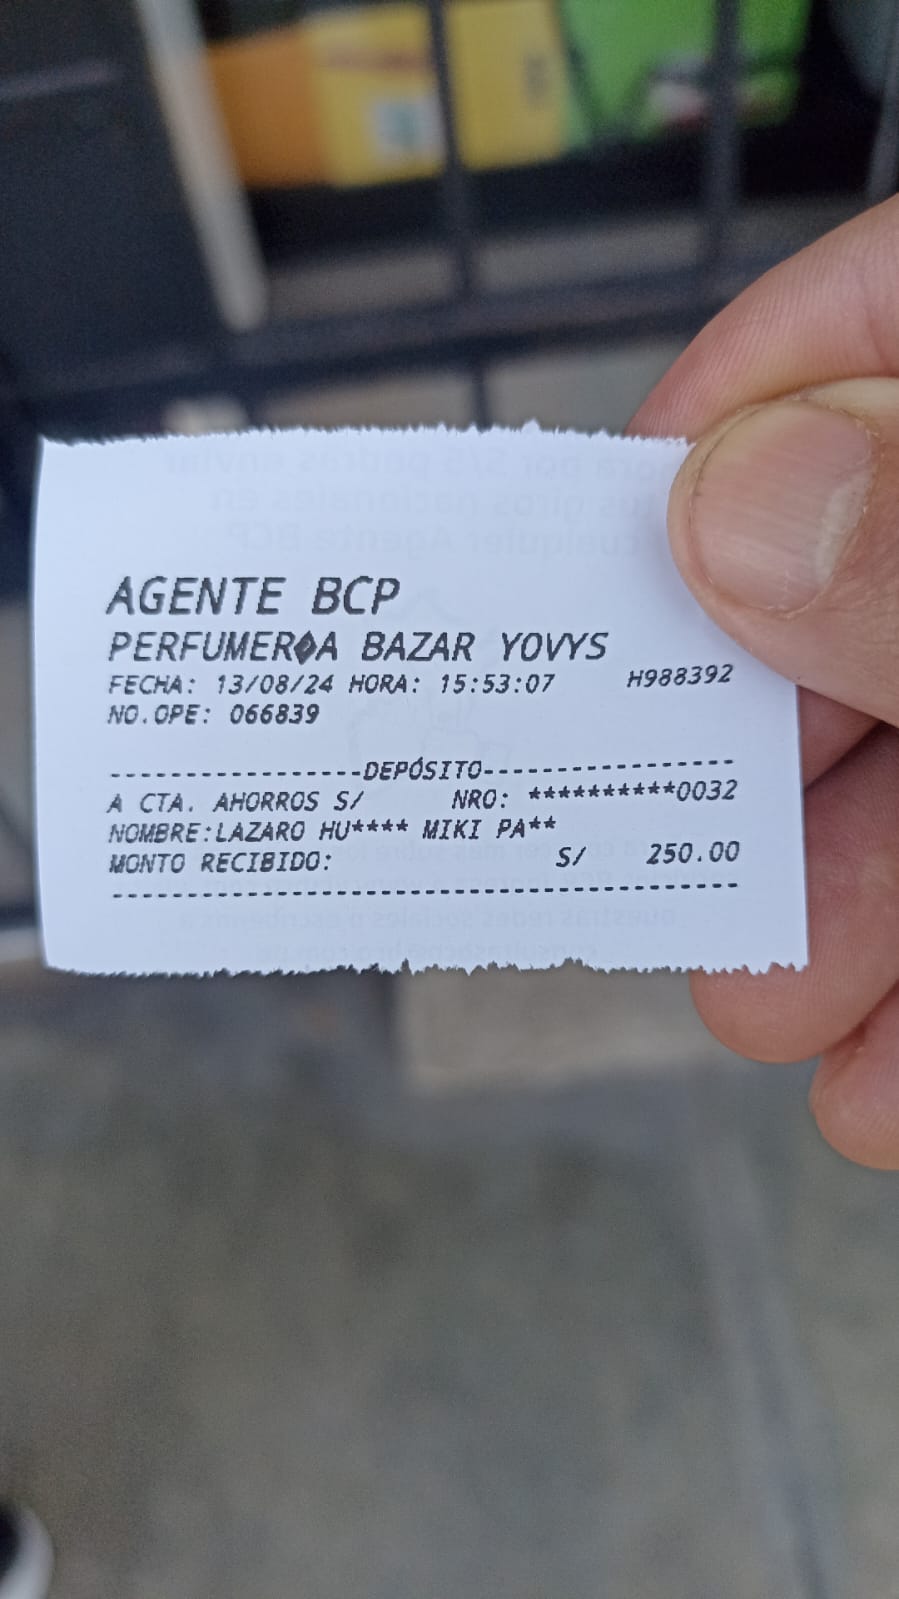 AGENTE BCP
PERFUMER�A BAZAR YOVYS
FECHA: 13/08/24 HORA: 15:53:07 H988392
NO.OPE: 066839
-----------------DEPÓSITO-----------------
A CTA. AHORROS S/ NRO: **********0032
NOMBRE:LAZARO HU**** MIKI PA**
MONTO RECIBIDO: S/ 250.00
------------------------------------------